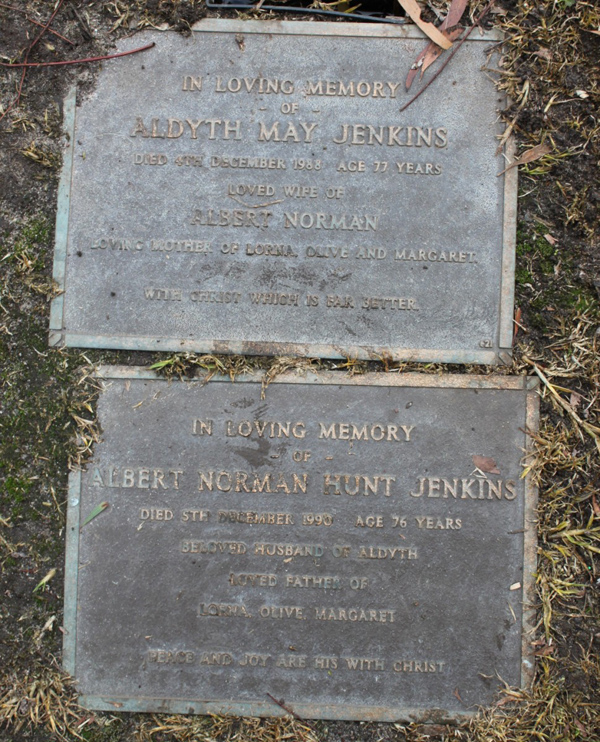 IN LOVING MEMORY
- OF -
ALDYTH MAY JENKINS
DIED 4TH DECEMBER 1988 AGE 77 YEARS
LOVED WIFE OF
ALBERT NORMAN
LOVING MOTHER OF LORNA, OLIVE AND MARGARET
WITH CHRIST WHICH IS FAR BETTER.
IN LOVING MEMORY
- OF -
ALBERT NORMAN HUNT JENKINS
DIED 5TH DECEMBER 1990 AGE 76 YEARS
BELOVED HUSBAND OF ALDYTH
LOVED FATHER OF
LORNA, OLIVE, MARGARET
PEACE AND JOY ARE HIS WITH CHRIST